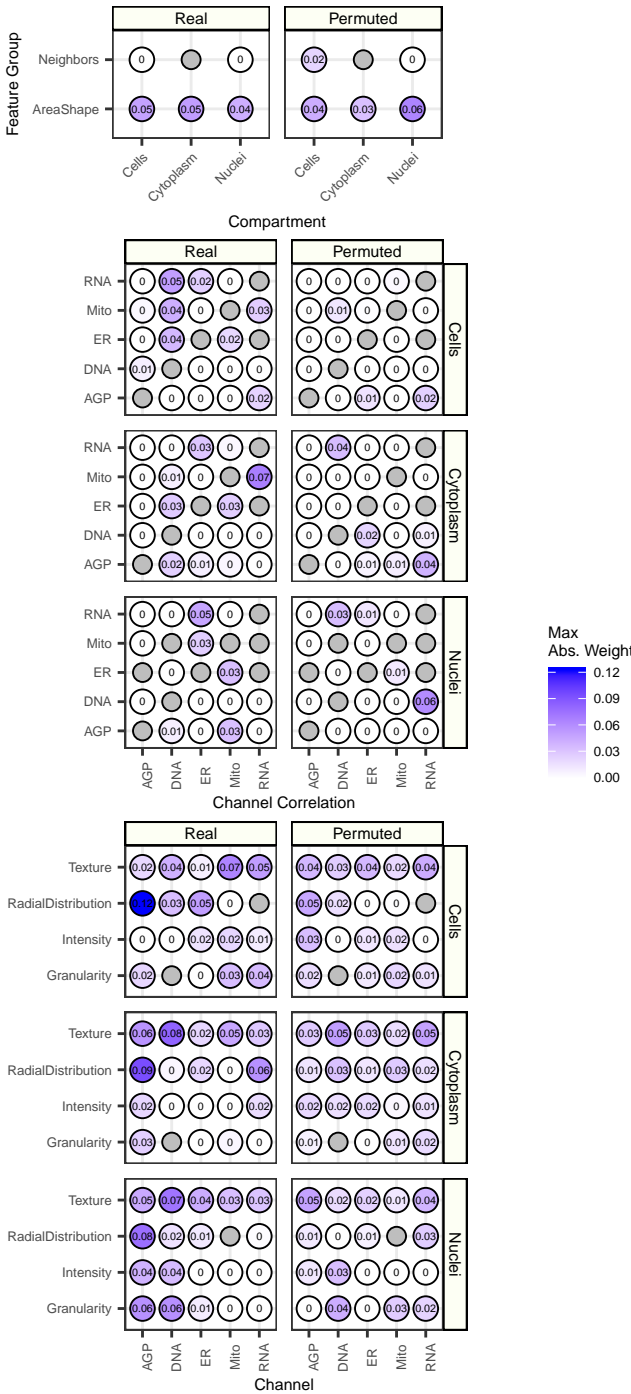 Real Permuted
Feature Group
Neighbors 0 0 0.02 0
AreaShape 0.05 0.05 0.04 0.04 0.03 0.06
Cells Cytoplasm Nuclei Cells Cytoplasm Nuclei
Compartment
Real Permuted
RNA 0 0.05 0.02 0 0 0 0 0
Mito 0 0.04 0 0.03 0 0.01 0 0
ER 0 0.04 0.02 0 0 0
DNA 0.01 0 0 0 0 0 0 0
AGP 0 0 0 0.02 0 0.01 0 0.02
Cells
RNA 0 0 0.03 0 0 0.04 0 0
Mito 0 0.01 0 0.07 0 0 0 0
ER 0 0.03 0.03 0 0 0
DNA 0 0 0 0 0 0.02 0 0.01
AGP 0.02 0.01 0 0 0 0.01 0.01 0.04
Cytoplasm
RNA 0 0 0.05 0 0 0.03 0.01 0
Mito 0 0.03 0 0
ER 0 0.03 0 0.01
DNA 0 0 0 0 0 0 0 0.06
AGP 0.01 0 0.03 0 0 0 0 0
Nuclei
AGP DNA ER Mito RNA AGP DNA ER Mito RNA
Channel Correlation
Max
Abs. Weight
0.12
0.09
0.06
0.03
0.00
Real Permuted
Texture 0.02 0.04 0.01 0.07 0.05 0.04 0.03 0.04 0.02 0.04
RadialDistribution 0.12 0.03 0.05 0 0.05 0.02 0 0
Intensity 0 0 0.02 0.02 0.01 0.03 0 0.01 0.02 0
Granularity 0.02 0 0.03 0.04 0.02 0.01 0.02 0.01
Cells
Texture 0.06 0.08 0.02 0.05 0.03 0.03 0.05 0.03 0.02 0.05
RadialDistribution 0.09 0 0.02 0 0.06 0.01 0.03 0.01 0.03 0.02
Intensity 0.02 0 0 0 0.02 0.02 0.02 0.02 0 0.01
Granularity 0.03 0 0 0 0.01 0 0.01 0.02
Cytoplasm
Texture 0.05 0.07 0.04 0.03 0.03 0.05 0.02 0.02 0.01 0.04
RadialDistribution 0.08 0.02 0.01 0 0.01 0 0.01 0.03
Intensity 0.04 0.04 0 0 0 0.01 0.03 0 0 0
Granularity 0.06 0.06 0.01 0 0 0 0.04 0 0.03 0.02
Nuclei
AGP DNA ER Mito RNA AGP DNA ER Mito RNA
Channel